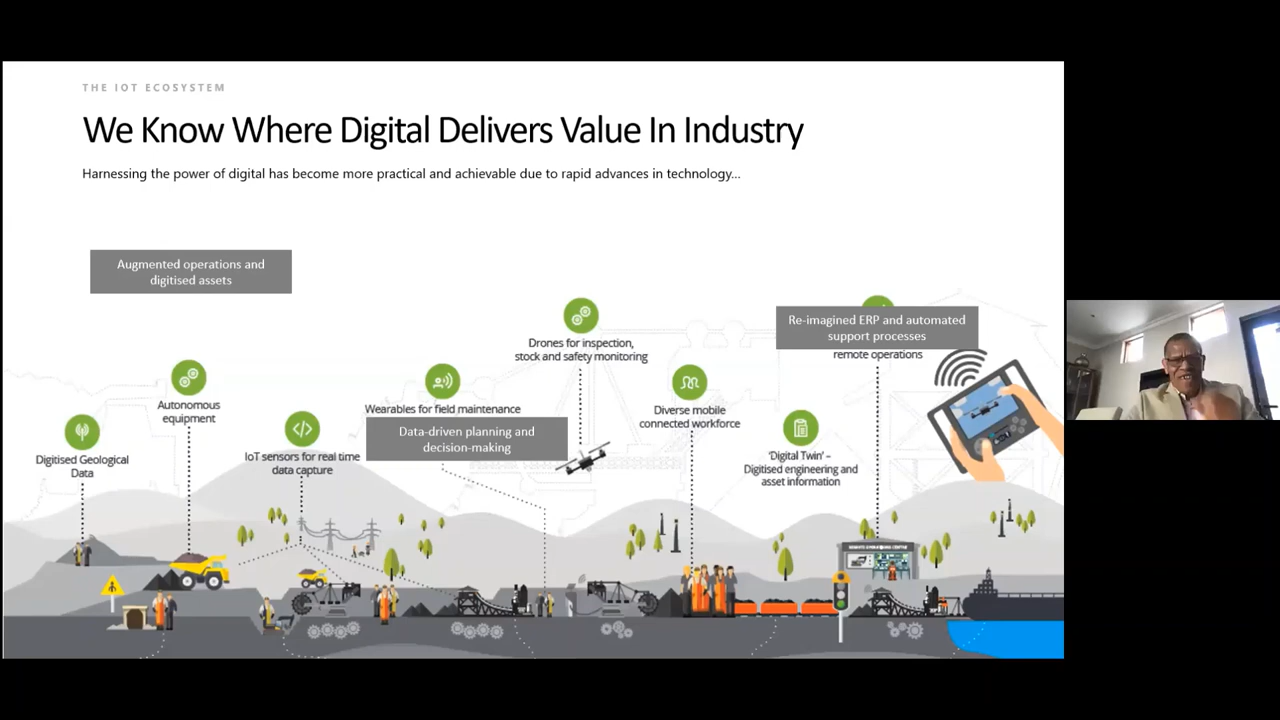 THE IOT ECOSYSTEM
We Know Where Digital Delivers Value In Industry
Harnessing the power of digital has become more practical and achievable due to rapid advances in technology...
Augmented operations and
digitised assets
Re-imagined ERP and automated
support processes
remote operations
Drones for inspection,
stock and safety monitoring
Autonomous
equipment
Wearables for field maintenance
Data-driven planning and
decision-making
Diverse mobile
connected workforce
Digitised Geological
Data
IoT sensors for real time
data capture
'Digital Twin' –
Digitised engineering and
asset information
REMOTE OPERATIONS CENTRE